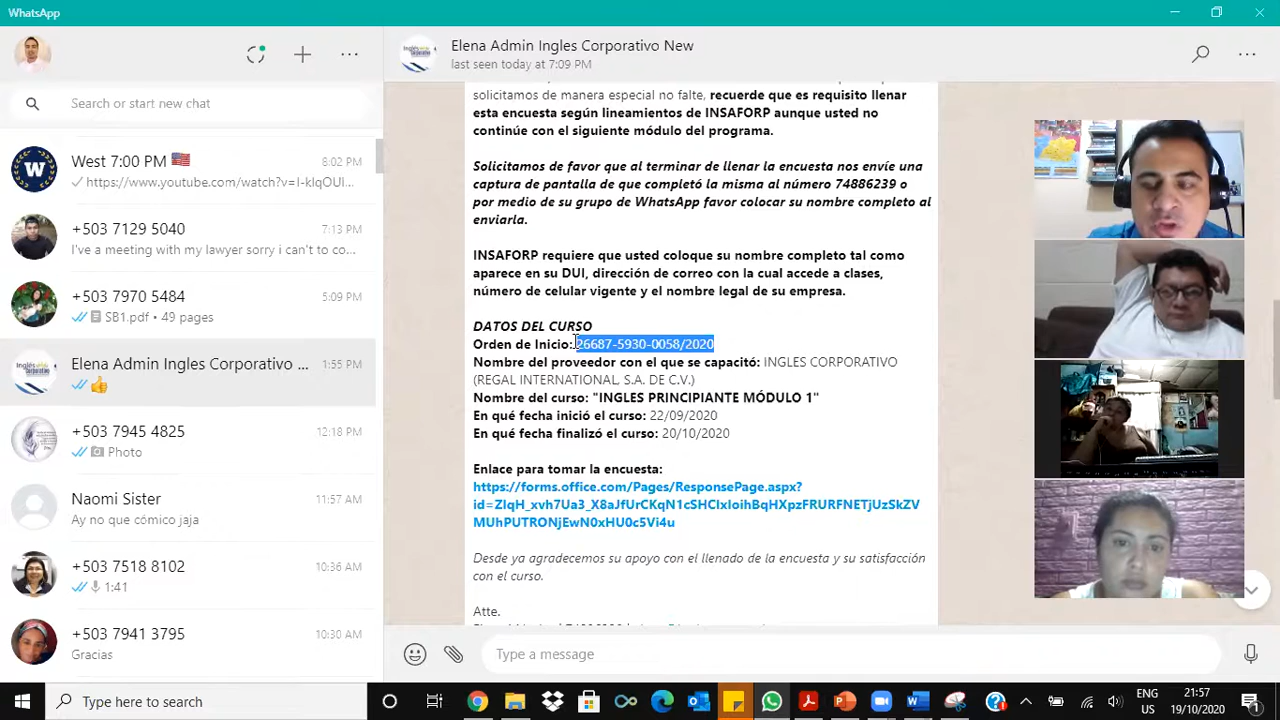 WhatsApp
Elena Admin Ingles Corporativo New
last seen today at 7:09 PM
Search or start new chat
West 7:00 PM 🇺🇸
8:02 PM
https://www.youtube.com/watch?v=I-kIqOUI...
+503 7129 5040
7:13 PM
I've a meeting with my lawyer sorry i can't to co...
+503 7970 5484
5:09 PM
SB1.pdf • 49 pages
Elena Admin Ingles Corporativo ...
1:55 PM
👍
+503 7945 4825
12:18 PM
Photo
Naomi Sister
11:57 AM
Ay no que cómico jaja
+503 7518 8102
10:36 AM
1:41
+503 7941 3795
10:30 AM
Gracias
solicitamos de manera especial no falte, recuerde que es requisito llenar
esta encuesta según lineamientos de INSAFORP aunque usted no
continúe con el siguiente módulo del programa.
Solicitamos de favor que al terminar de llenar la encuesta nos envíe una
captura de pantalla de que completó la misma al número 74886239 o
por medio de su grupo de WhatsApp favor colocar su nombre completo al
enviarla.
INSAFORP requiere que usted coloque su nombre completo tal como
aparece en su DUI, dirección de correo con la cual accede a clases,
número de celular vigente y el nombre legal de su empresa.
DATOS DEL CURSO
Orden de Inicio: 26687-5930-0058/2020
Nombre del proveedor con el que se capacitó: INGLES CORPORATIVO
(REGAL INTERNATIONAL, S.A. DE C.V.)
Nombre del curso: "INGLES PRINCIPIANTE MÓDULO 1"
En qué fecha inició el curso: 22/09/2020
En qué fecha finalizó el curso: 20/10/2020
Enlace para tomar la encuesta:
https://forms.office.com/Pages/ResponsePage.aspx?
id=ZIqH_xvh7Ua3_X8aJfUrCKqN1cSHCIxIoihBqHXpzFRURFNETjUzSkZV
MUhPUTRONjEwN0xHU0c5Vi4u
Desde ya agradecemos su apoyo con el llenado de la encuesta y su satisfacción
con el curso.
Atte.
Type a message
Type here to search
ENG
US
21:57
19/10/2020